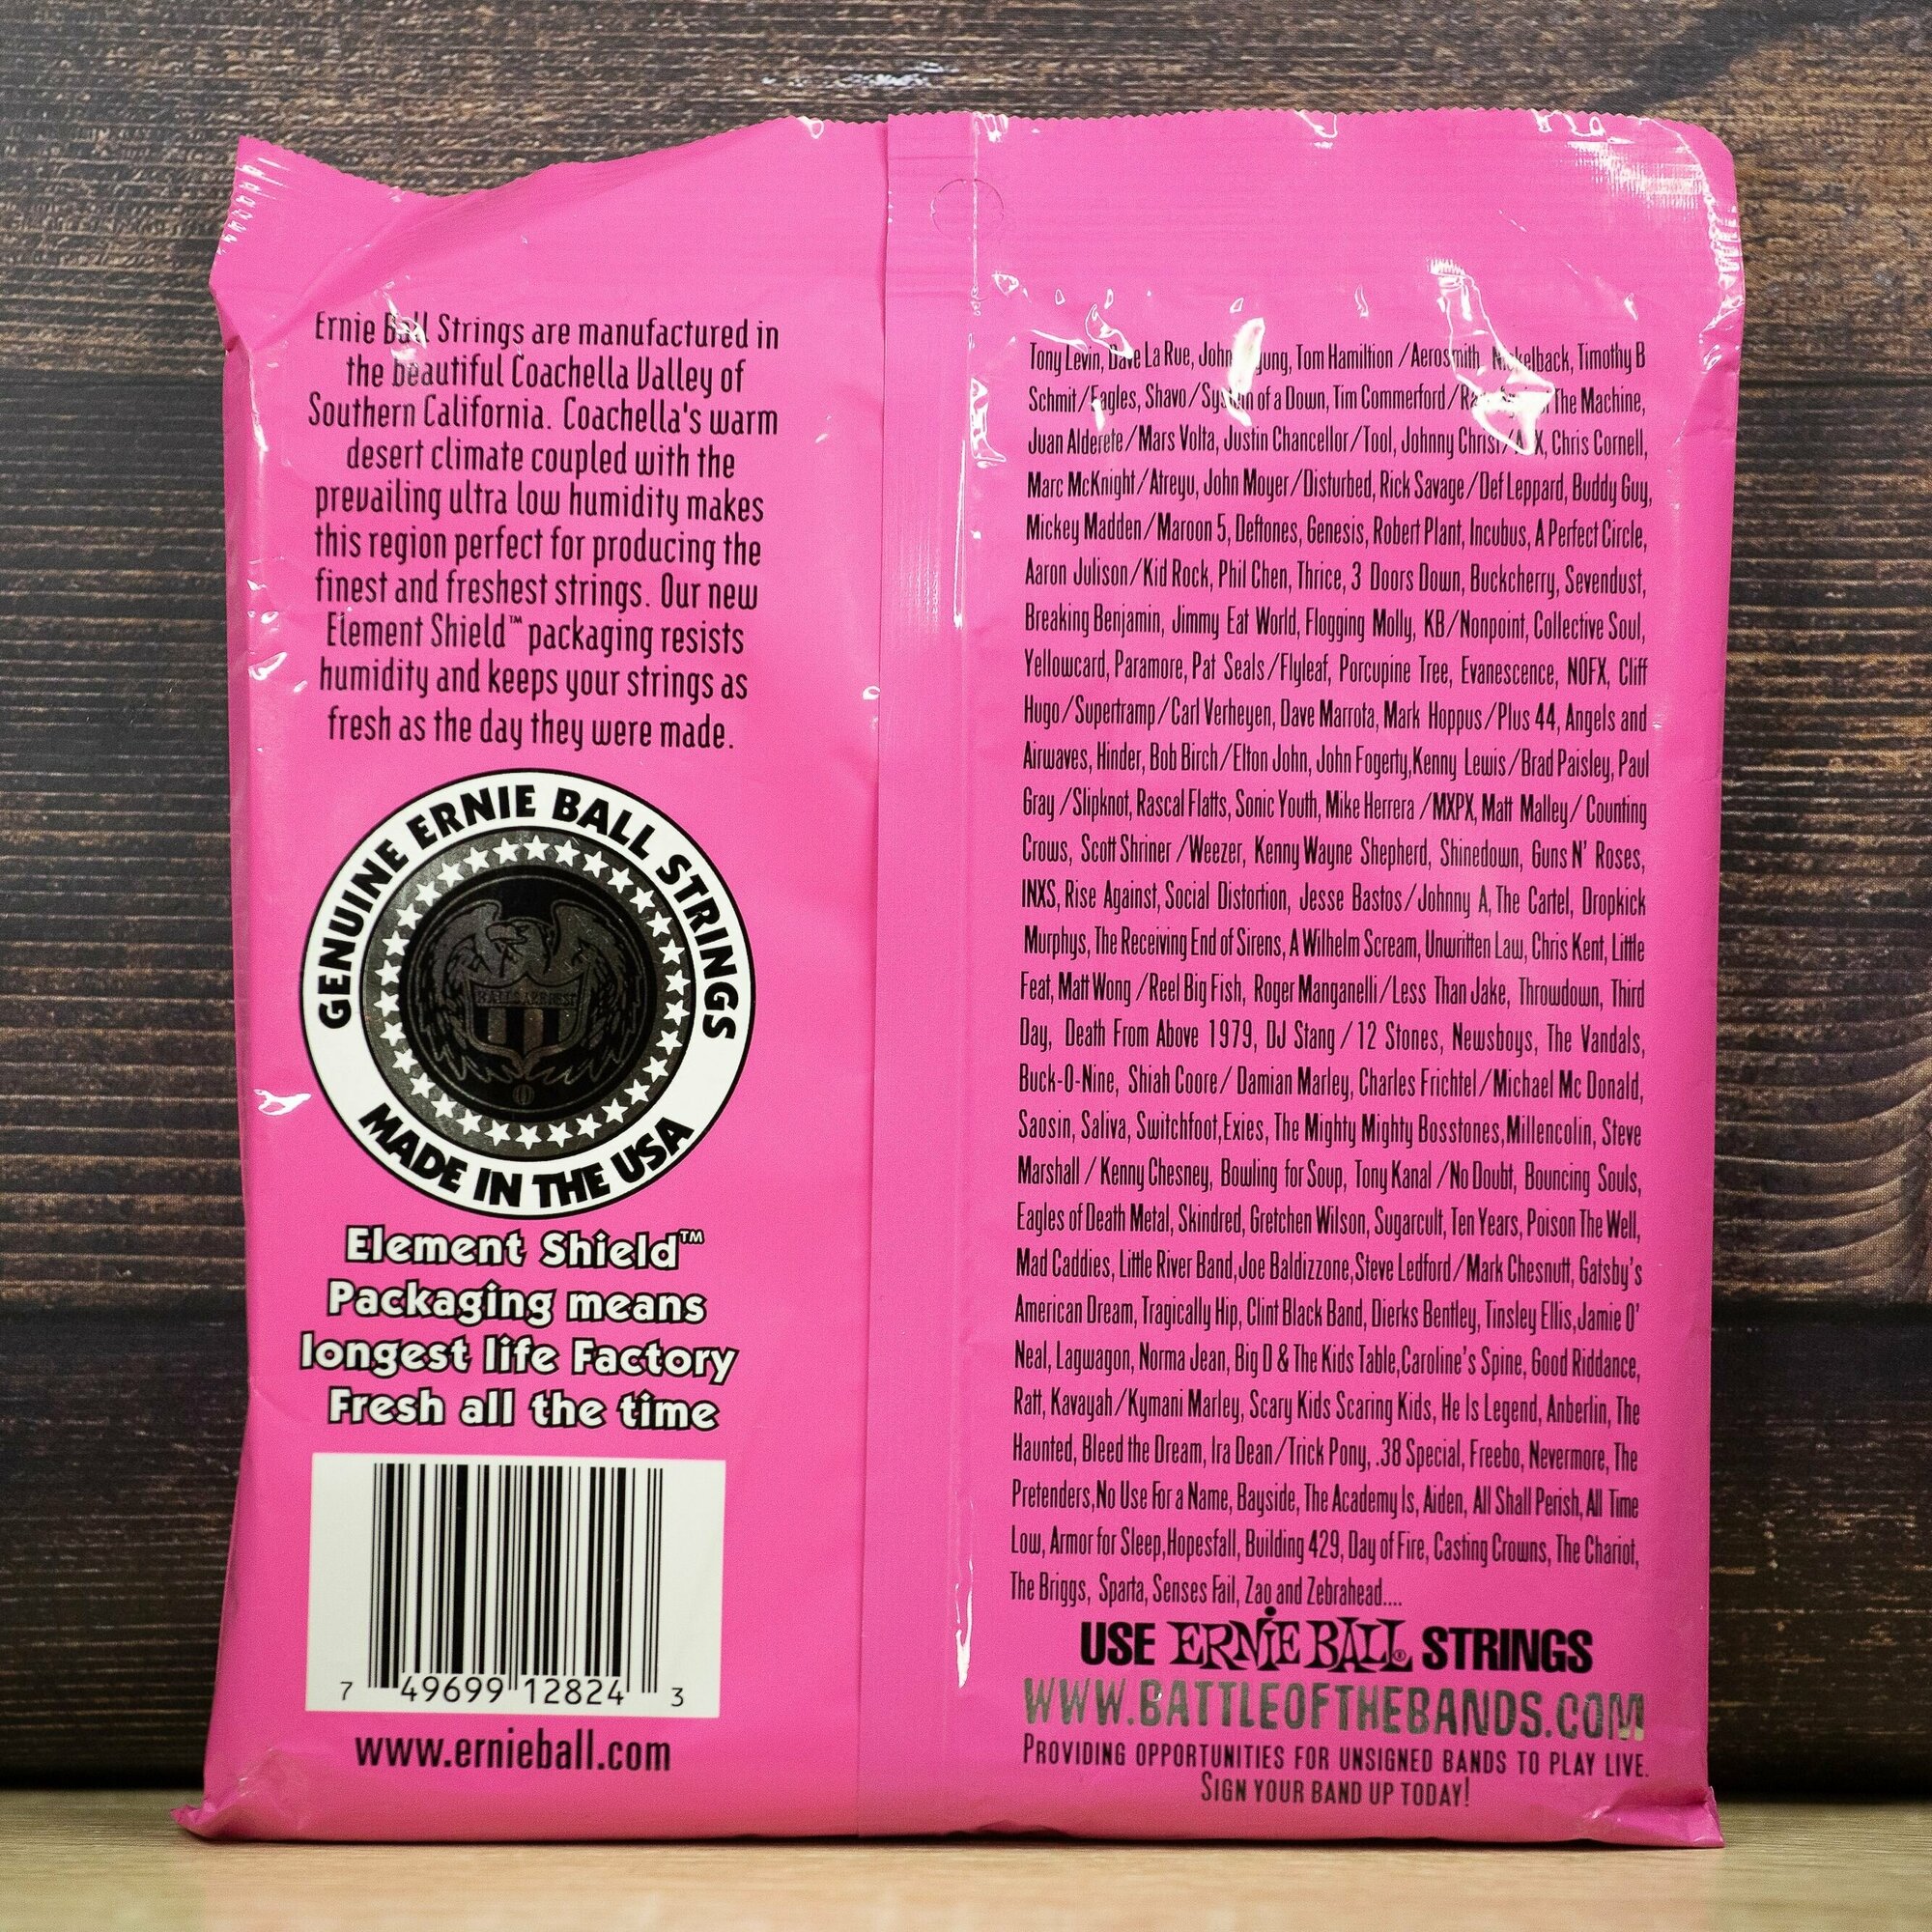 Ernie Ball Strings are manufactured in
the beautiful Coachella Valley of
Southern California. Coachella's warm
desert climate coupled with the
prevailing ultra low humidity makes
this region perfect for producing the
finest and freshest strings. Our new
Element Shield™ packaging resists
humidity and keeps your strings as
fresh as the day they were made.
GENUINE ERNIE BALL STRINGS
MADE IN THE USA
Element Shield™
Packaging means
longest life Factory
Fresh all the time
7 49699 12824 3
www.ernieball.com
Tony Levin, Dave La Rue, John Tom Hamilton /Aerosmith, Nickelback, Timothy B
Schmit/Eagles, Shavo/System of a Down, Tim Commerford/ The Machine,
Juan Alderete/Mars Volta, Justin Chancellor/Tool, Johnny Christ/ Chris Cornell,
Marc McKnight/Atreyu, John Moyer/Disturbed, Rick Savage/Def Leppard, Buddy Guy,
Mickey Madden/Maroon 5, Deftones, Genesis, Robert Plant, Incubus, A Perfect Circle,
Aaron Julison/Kid Rock, Phil Chen, Thrice, 3 Doors Down, Buckcherry, Sevendust,
Breaking Benjamin, Jimmy Eat World, Flogging Molly, KB/Nonpoint, Collective Soul,
Yellowcard, Paramore, Pat Seals/Flyleaf, Porcupine Tree, Evanescence, NOFX, Cliff
Hugo/Supertramp/Carl Verheyen, Dave Marrota, Mark Hoppus/Plus 44, Angels and
Airwaves, Hinder, Bob Birch/Elton John, John Fogerty,Kenny Lewis/Brad Paisley, Paul
Gray /Slipknot, Rascal Flatts, Sonic Youth, Mike Herrera /MXPX, Matt Malley/ Counting
Crows, Scott Shriner /Weezer, Kenny Wayne Shepherd, Shinedown, Guns N' Roses,
INXS, Rise Against, Social Distortion, Jesse Bastos/Johnny A, The Cartel, Dropkick
Murphys, The Receiving End of Sirens, A Wilhelm Scream, Unwritten Law, Chris Kent, Little
Feat, Matt Wong /Reel Big Fish, Roger Manganelli/Less Than Jake, Throwdown, Third
Day, Death From Above 1979, DJ Stang / 12 Stones, Newsboys, The Vandals,
Buck-O-Nine, Shiah Coore/ Damian Marley, Charles Frichtel/Michael Mc Donald,
Saosin, Saliva, Switchfoot,Exies, The Mighty Mighty Bosstones,Millencolin, Steve
Marshall / Kenny Chesney, Bowling for Soup, Tony Kanal /No Doubt, Bouncing Souls,
Eagles of Death Metal, Skindred, Gretchen Wilson, Sugarcult, Ten Years, Poison The Well,
Mad Caddies, Little River Band,Joe Baldizzone,Steve Ledford/Mark Chesnutt, Gatsby's
American Dream, Tragically Hip, Clint Black Band, Dierks Bentley, Tinsley Ellis,Jamie O'
Neal, Lagwagon, Norma Jean, Big D & The Kids Table,Caroline's Spine, Good Riddance,
Ratt, Kavayah/Kymani Marley, Scary Kids Scaring Kids, He Is Legend, Anberlin, The
Haunted, Bleed the Dream, Ira Dean/Trick Pony, .38 Special, Freebo, Nevermore, The
Pretenders,No Use For a Name, Bayside, The Academy Is, Aiden, All Shall Perish, All Time
Low, Armor for Sleep,Hopesfall, Building 429, Day of Fire, Casting Crowns, The Chariot,
The Briggs, Sparta, Senses Fail, Zao and Zebrahead....
USE ERNIE BALL® STRINGS
WWW.BATTLEOFTHEBANDS.COM
PROVIDING OPPORTUNITIES FOR UNSIGNED BANDS TO PLAY LIVE.
SIGN YOUR BAND UP TODAY!